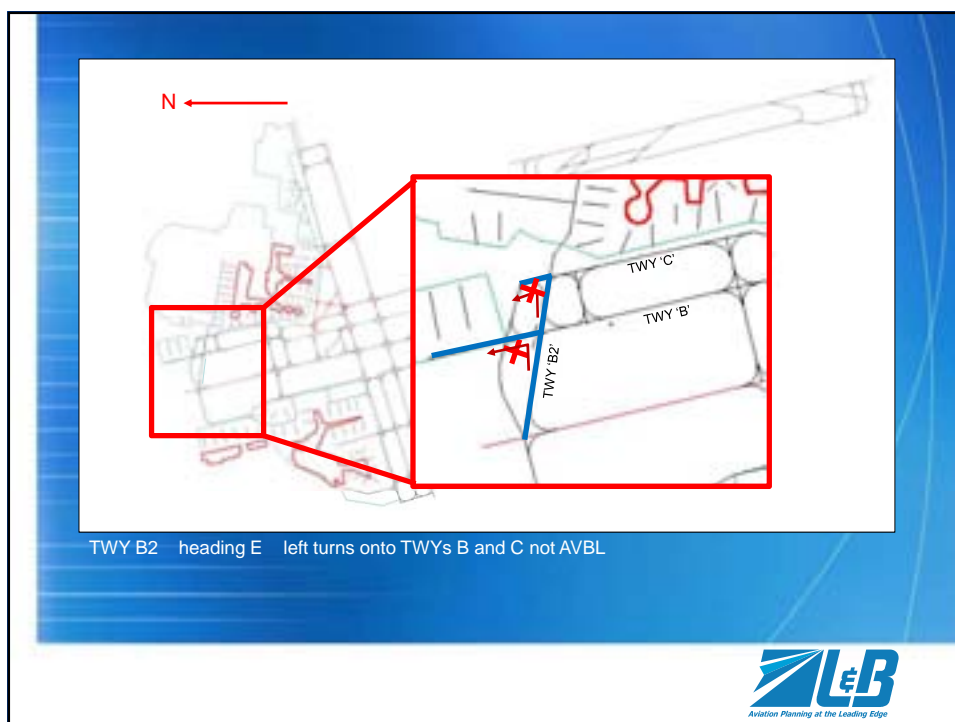 N
TWY 'C'
TWY 'B'
TWY 'B2'
TWY B2 heading E left turns onto TWYs B and C not AVBL
L&B
Aviation Planning at the Leading Edge